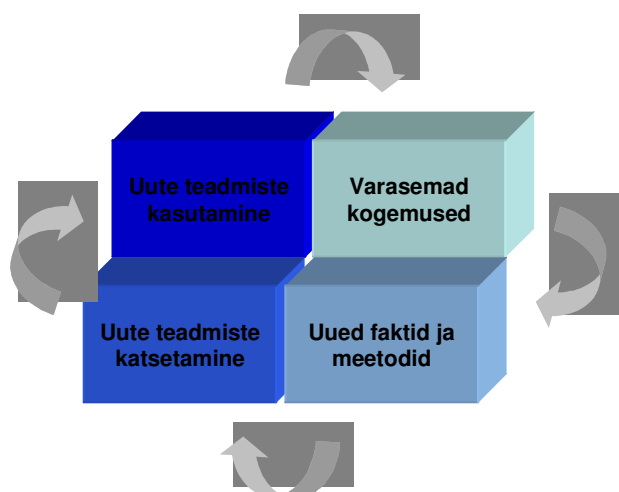 Uute teadmiste
kasutamine
Varasemad
kogemused
Uute teadmiste
katsetamine
Uued faktid ja
meetodid